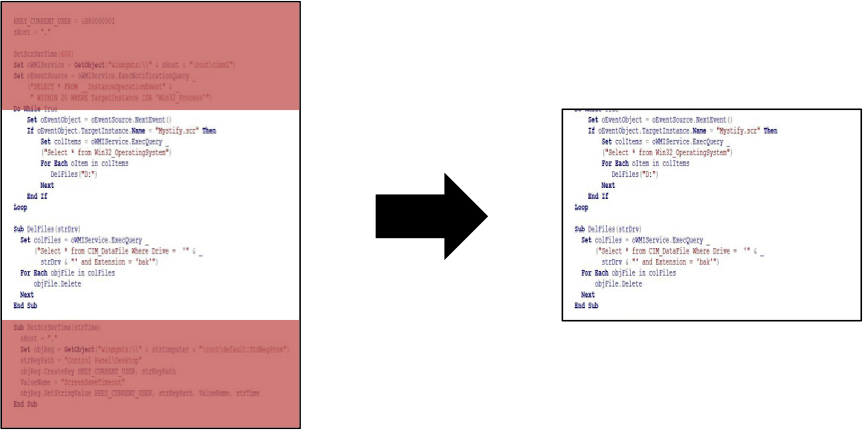 HKEY_CURRENT_USER = &H80000001
sHost = "."
SetScrSvrTime(600)
Set oWMIService = GetObject("winmgmts:\\" & sHost & "\root\cimv2")
Set oEventSource = oWMIService.ExecNotificationQuery _
("SELECT * FROM __InstanceOperationEvent" & _
" WITHIN 20 WHERE TargetInstance ISA 'Win32_Process'")
Do While True
Set oEventObject = oEventSource.NextEvent()
If oEventObject.TargetInstance.Name = "Mystify.scr" Then
Set colItems = oWMIService.ExecQuery _
("Select * from Win32_OperatingSystem")
For Each oItem in colItems
DelFiles("D:")
Next
End If
Loop
Sub DelFiles(strDrv)
Set colFiles = oWMIService.ExecQuery _
("Select * from CIM_DataFile Where Drive = '" & _
strDrv & "' and Extension = 'bak'")
For Each objFile in colFiles
objFile.Delete
Next
End Sub
Sub SetScrSvrTime(strTime)
sHost = "."
Set objReg = GetObject("winmgmts:\\" & strComputer & "\root\default:StdRegProv")
strKeyPath = "Control Panel\Desktop"
objReg.CreateKey HKEY_CURRENT_USER, strKeyPath
ValueName = "ScreenSaveTimeout"
objReg.SetStringValue HKEY_CURRENT_USER, strKeyPath, ValueName, strTime
End Sub
Do While True
Set oEventObject = oEventSource.NextEvent()
If oEventObject.TargetInstance.Name = "Mystify.scr" Then
Set colItems = oWMIService.ExecQuery _
("Select * from Win32_OperatingSystem")
For Each oItem in colItems
DelFiles("D:")
Next
End If
Loop
Sub DelFiles(strDrv)
Set colFiles = oWMIService.ExecQuery _
("Select * from CIM_DataFile Where Drive = '" & _
strDrv & "' and Extension = 'bak'")
For Each objFile in colFiles
objFile.Delete
Next
End Sub